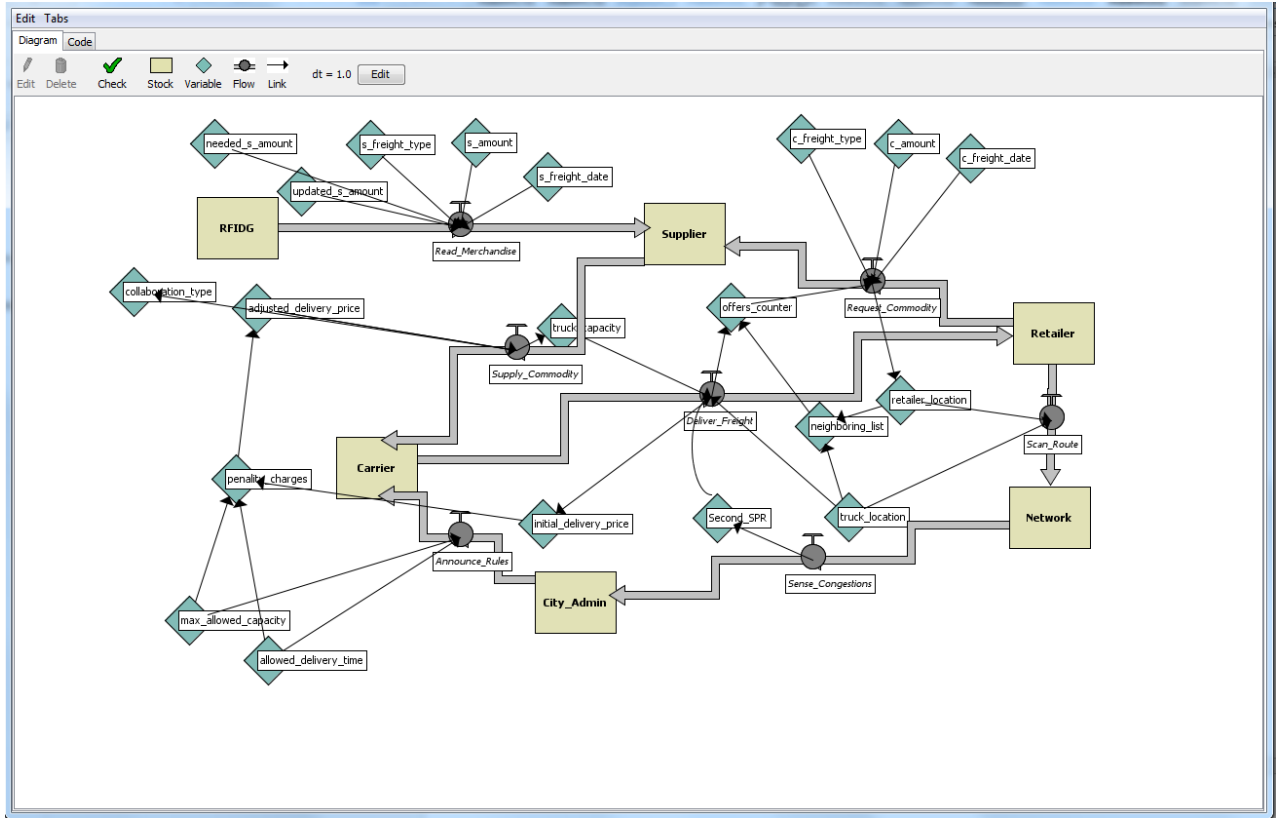 Edit Tabs
Diagram Code
Edit Delete Check Stock Variable Flow Link dt = 1.0 Edit
needed_s_amount
s_freight_type
s_amount
s_freight_date
updated_s_amount
c_freight_type
c_amount
c_freight_date
RFIDG
Read_Merchandise
Supplier
collaboration_type
adjusted_delivery_price
truck_capacity
offers_counter
Request_Commodity
Retailer
Supply_Commodity
Deliver_Freight
neighboring_list
retailer_location
Scan_Route
Carrier
penality_charges
initial_delivery_price
Second_SPR
truck_location
Network
Announce_Rules
Sense_Congestions
City_Admin
max_allowed_capacity
allowed_delivery_time